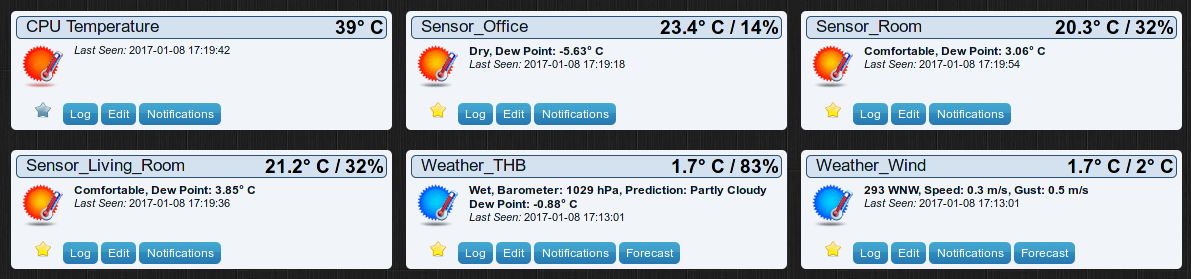 CPU Temperature 39° C
Last Seen: 2017-01-08 17:19:42
Log Edit Notifications
Sensor_Office 23.4° C / 14%
Dry, Dew Point: -5.63° C
Last Seen: 2017-01-08 17:19:18
Log Edit Notifications
Sensor_Room 20.3° C / 32%
Comfortable, Dew Point: 3.06° C
Last Seen: 2017-01-08 17:19:54
Log Edit Notifications
Sensor_Living_Room 21.2° C / 32%
Comfortable, Dew Point: 3.85° C
Last Seen: 2017-01-08 17:19:36
Log Edit Notifications
Weather_THB 1.7° C / 83%
Wet, Barometer: 1029 hPa, Prediction: Partly Cloudy
Dew Point: -0.88° C
Last Seen: 2017-01-08 17:13:01
Log Edit Notifications Forecast
Weather_Wind 1.7° C / 2° C
293 WNW, Speed: 0.3 m/s, Gust: 0.5 m/s
Last Seen: 2017-01-08 17:13:01
Log Edit Notifications Forecast